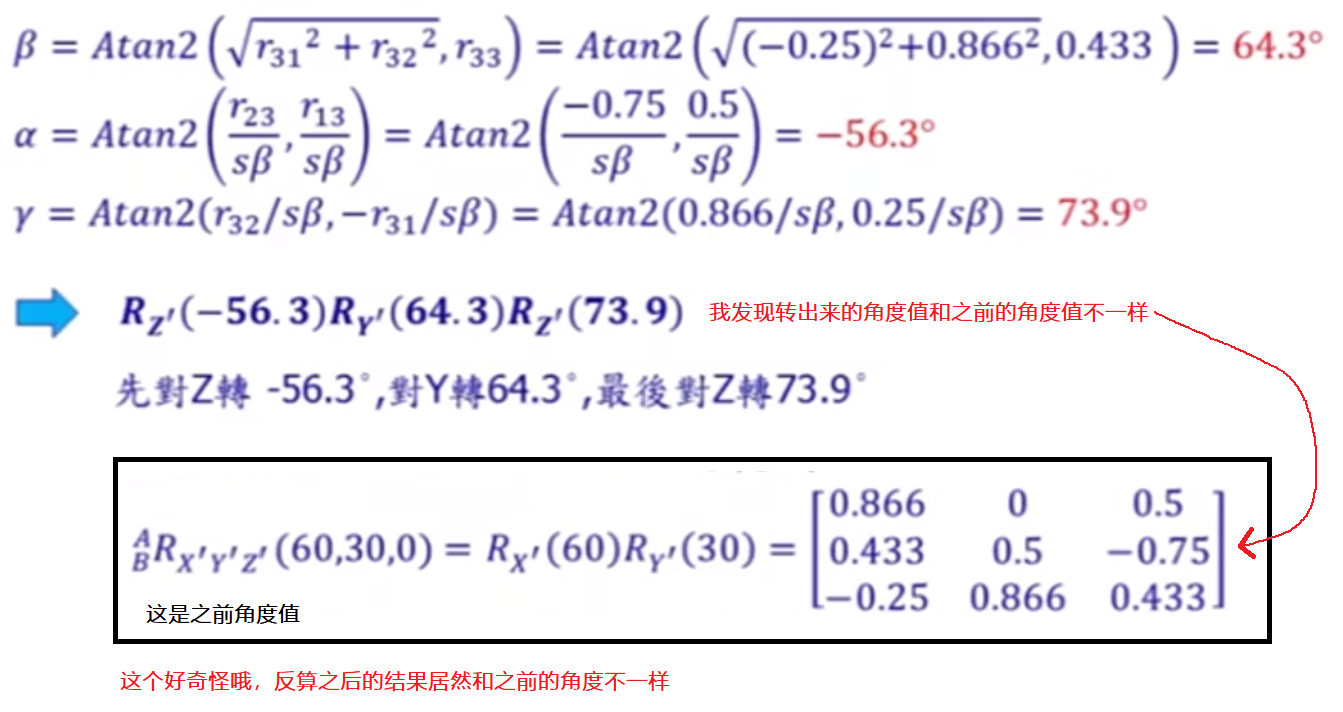 β = Atan2(√(r₃₁² + r₃₂²), r₃₃) = Atan2(√((−0.25)²+0.866²), 0.433) = 64.3°
α = Atan2(r₂₃/sβ, r₁₃/sβ) = Atan2(−0.75/sβ, 0.5/sβ) = −56.3°
γ = Atan2(r₃₂/sβ, −r₃₁/sβ) = Atan2(0.866/sβ, 0.25/sβ) = 73.9°
R_Z′(−56.3)R_Y′(64.3)R_Z′(73.9) 我发现转出来的角度值和之前的角度值不一样
先對Z轉 -56.3°,對Y轉64.3°,最後對Z轉73.9°
0.866 0 0.5
ᴬ_B R_X′Y′Z′(60,30,0) = R_X′(60)R_Y′(30) = 0.433 0.5 −0.75
−0.25 0.866 0.433
这是之前角度值
这个好奇怪哦，反算之后的结果居然和之前的角度不一样